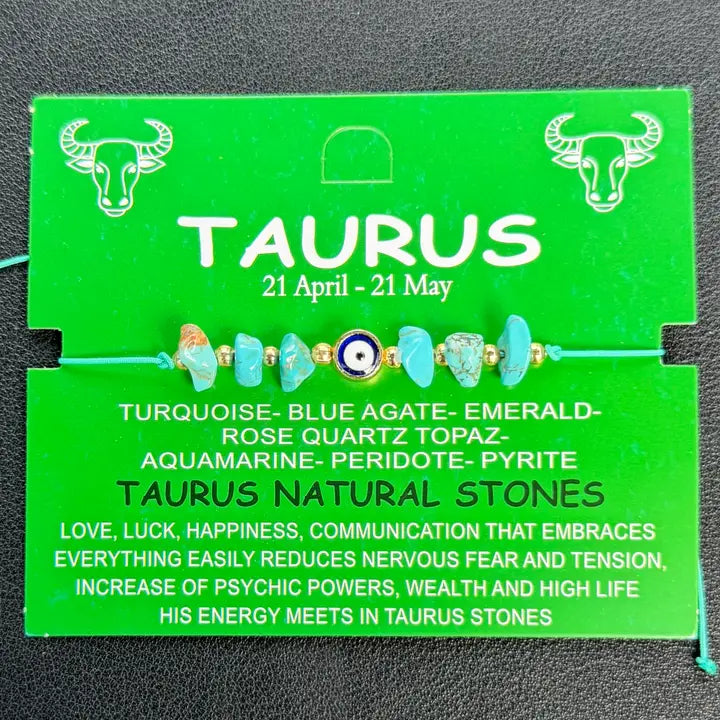 TAURUS
21 April - 21 May
TURQUOISE- BLUE AGATE- EMERALD-
ROSE QUARTZ TOPAZ-
AQUAMARINE- PERIDOTE- PYRITE
TAURUS NATURAL STONES
LOVE, LUCK, HAPPINESS, COMMUNICATION THAT EMBRACES
EVERYTHING EASILY REDUCES NERVOUS FEAR AND TENSION,
INCREASE OF PSYCHIC POWERS, WEALTH AND HIGH LIFE
HIS ENERGY MEETS IN TAURUS STONES